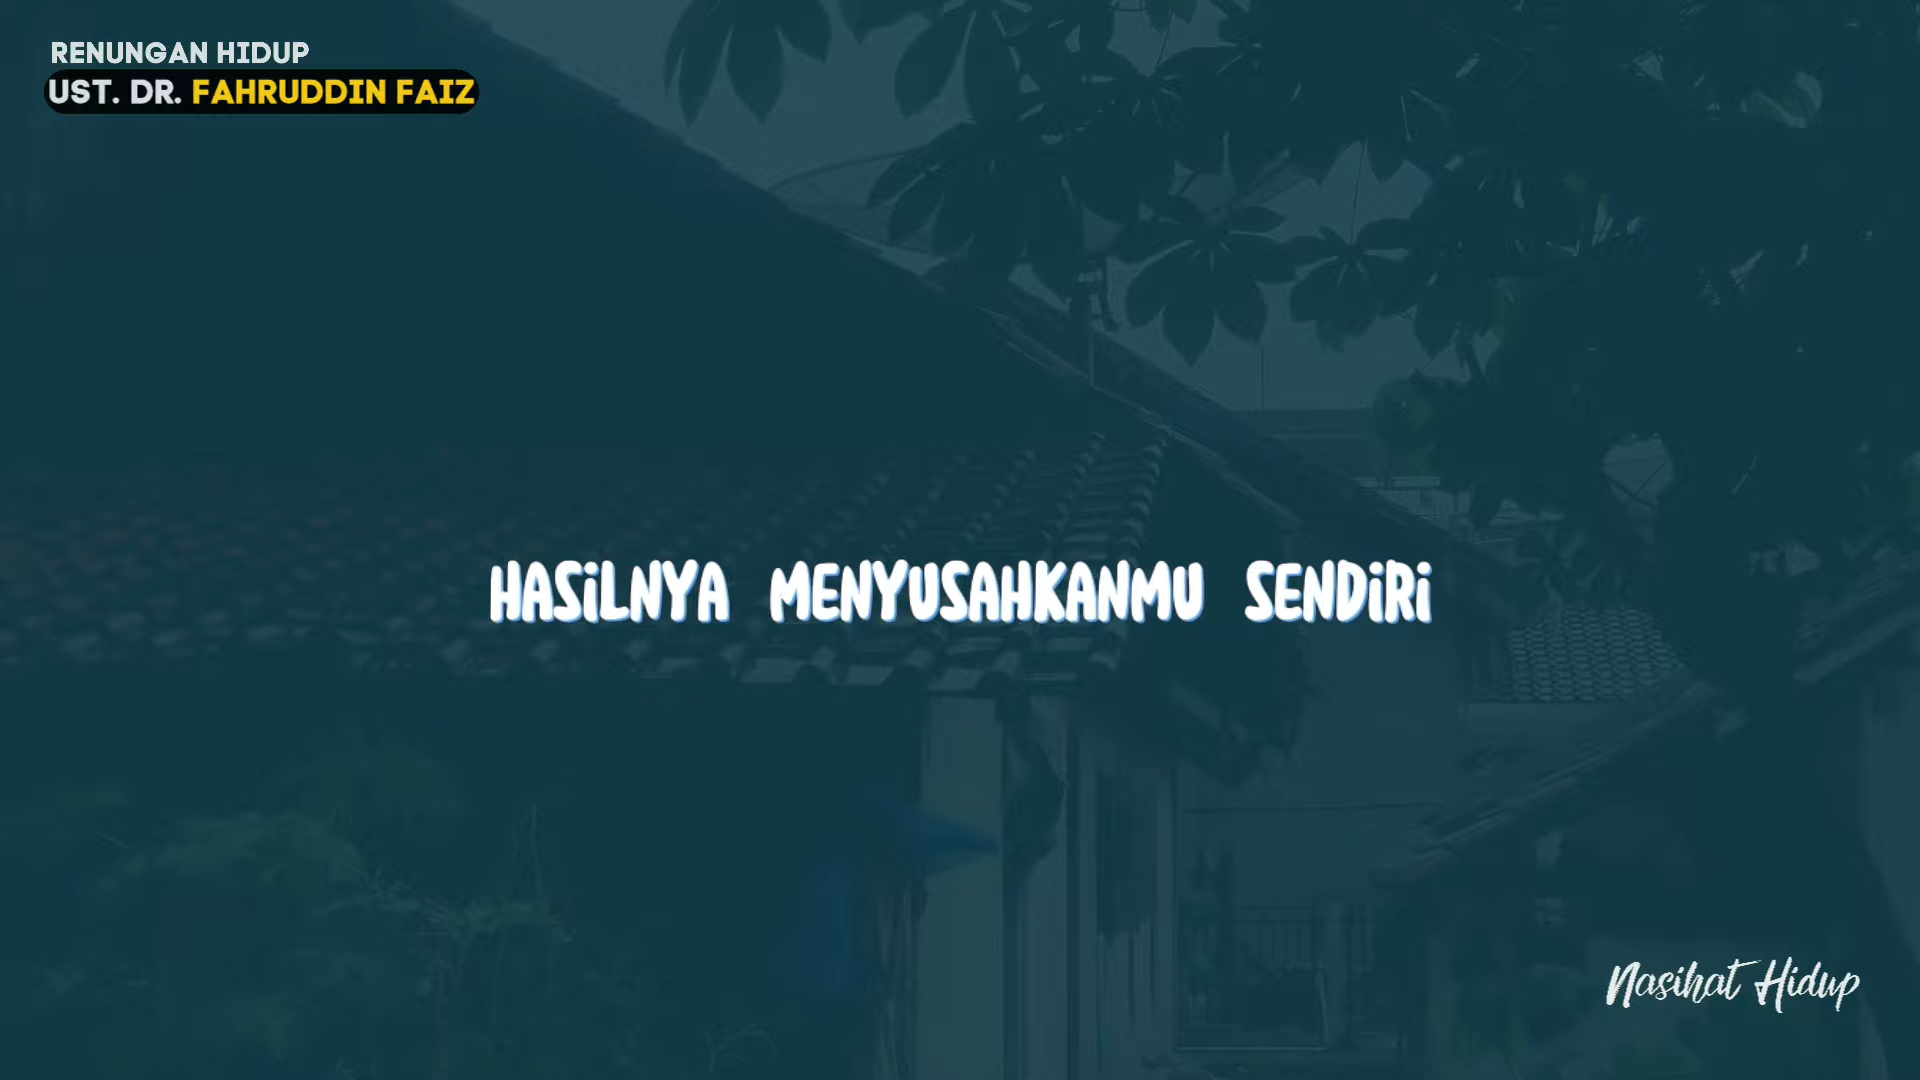 RENUNGAN HIDUP
UST. DR. FAHRUDDIN FAIZ
HASILNYA MENYUSAHKANMU SENDIRI
Nasihat Hidup